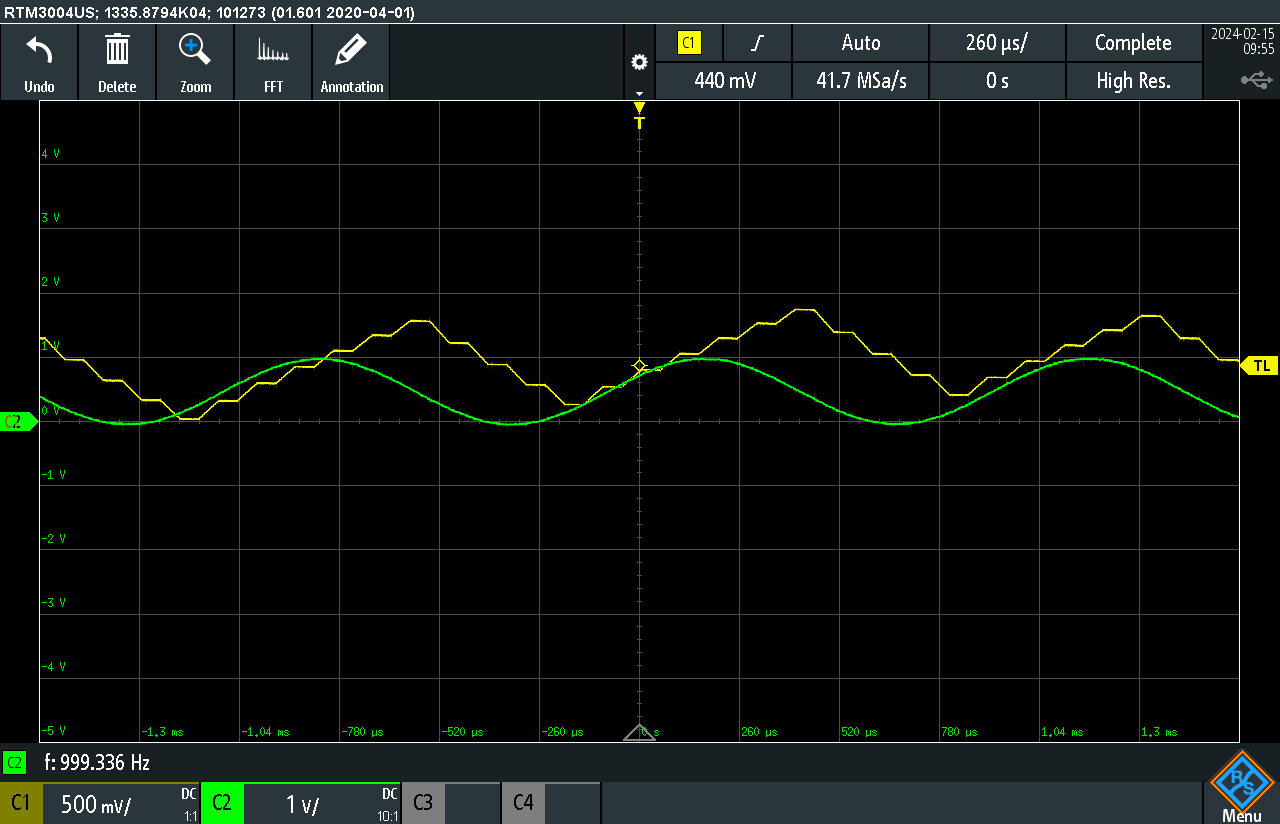 RTM3004US; 1335.8794K04; 101273 (01.601 2020-04-01)
Undo Delete Zoom FFT Annotation
C1 Auto 260 µs/ Complete
440 mV 41.7 MSa/s 0 s High Res.
2024-02-15
09:55
T
4 V
3 V
2 V
1 V
TL
0 V
C2
-1 V
-2 V
-3 V
-4 V
-5 V -1.3 ms -1.04 ms -780 µs -520 µs -260 µs 0 s 260 µs 520 µs 780 µs 1.04 ms 1.3 ms
C2 f: 999.336 Hz
C1 500 mV/ DC 1:1 C2 1 V/ DC 10:1 C3 C4
R S
Menu